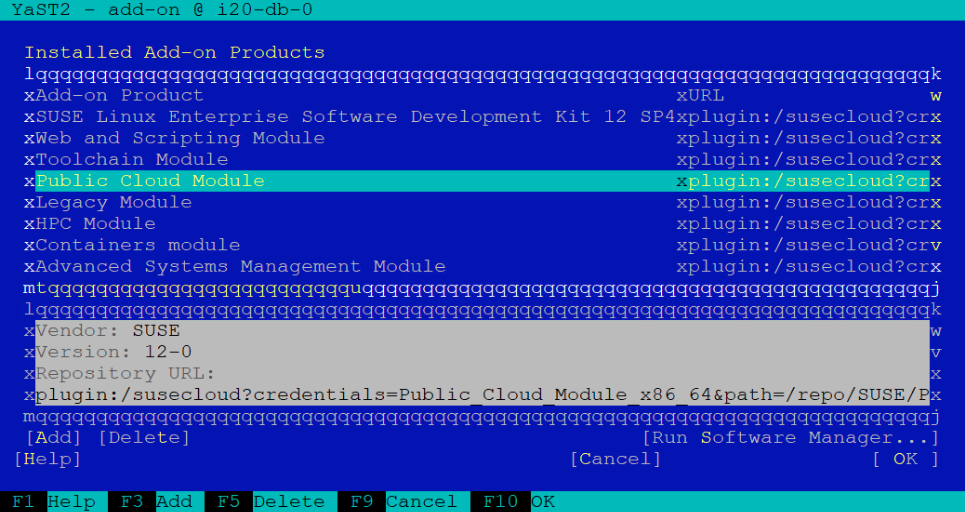 YaST2 - add-on @ i20-db-0
Installed Add-on Products
lqqqqqqqqqqqqqqqqqqqqqqqqqqqqqqqqqqqqqqqqqqqqqqqqqqqqqqqqqqqqqqqqqqqqqqqqqqqk
xAdd-on Product xURL w
xSUSE Linux Enterprise Software Development Kit 12 SP4xplugin:/susecloud?crx
xWeb and Scripting Module xplugin:/susecloud?crx
xToolchain Module xplugin:/susecloud?crx
xPublic Cloud Module xplugin:/susecloud?crx
xLegacy Module xplugin:/susecloud?crx
xHPC Module xplugin:/susecloud?crx
xContainers module xplugin:/susecloud?crv
xAdvanced Systems Management Module xplugin:/susecloud?crx
mtqqqqqqqqqqqqqqqqqqqqqqqqquqqqqqqqqqqqqqqqqqqqqqqqqqqqqqqqqqqqqqqqqqqqqqqqqj
lqqqqqqqqqqqqqqqqqqqqqqqqqqqqqqqqqqqqqqqqqqqqqqqqqqqqqqqqqqqqqqqqqqqqqqqqqqqk
xVendor: SUSE w
xVersion: 12-0 v
xRepository URL: x
xplugin:/susecloud?credentials=Public_Cloud_Module_x86_64&path=/repo/SUSE/Px
mqqqqqqqqqqqqqqqqqqqqqqqqqqqqqqqqqqqqqqqqqqqqqqqqqqqqqqqqqqqqqqqqqqqqqqqqqqqj
[Add] [Delete] [Run Software Manager...]
[Help] [Cancel] [ OK ]
F1 Help F3 Add F5 Delete F9 Cancel F10 OK